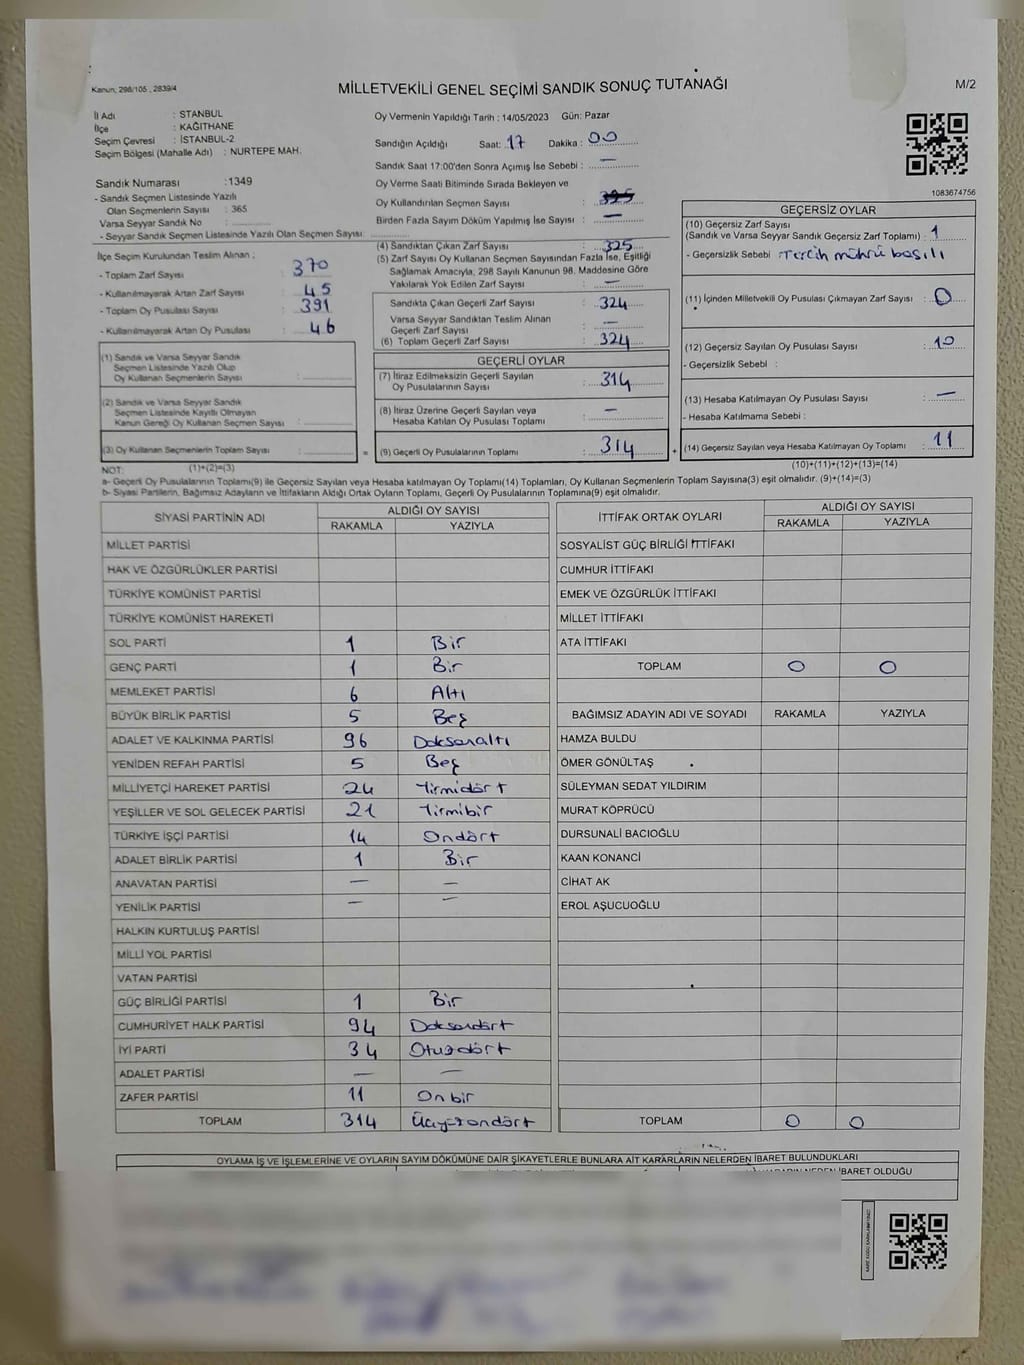 Kanun, 298/105 , 2839/4
MİLLETVEKİLİ GENEL SEÇİMİ SANDIK SONUÇ TUTANAĞI
M/2
İl Adı : STANBUL
İlçe : KAĞITHANE
Seçim Çevresi : İSTANBUL-2
Seçim Bölgesi (Mahalle Adı) : NURTEPE MAH.
Sandık Numarası : 1349
- Sandık Seçmen Listesinde Yazılı
Olan Seçmenlerin Sayısı : 365
Varsa Seyyar Sandık No :
- Seyyar Sandık Seçmen Listesinde Yazılı Olan Seçmen Sayısı :
İlçe Seçim Kurulundan Teslim Alınan ;
- Toplam Zarf Sayısı : 370
- Kullanılmayarak Artan Zarf Sayısı : 45
- Toplam Oy Pusulası Sayısı : 391
- Kullanılmayarak Artan Oy Pusulası : 46
(1) Sandık ve Varsa Seyyar Sandık
Seçmen Listesinde Yazılı Olup
Oy Kullanan Seçmenlerin Sayısı :
(2) Sandık ve Varsa Seyyar Sandık
Seçmen Listesinde Kayıtlı Olmayan
Kanun Gereği Oy Kullanan Seçmen Sayısı :
(3) Oy Kullanan Seçmenlerin Toplam Sayısı :
Oy Vermenin Yapıldığı Tarih : 14/05/2023 Gün: Pazar
Sandığın Açıldığı Saat: 17 Dakika : 00
Sandık Saat 17:00'den Sonra Açımış İse Sebebi : —
Oy Verme Saati Bitiminde Sırada Bekleyen ve
Oy Kullandırılan Seçmen Sayısı :
Birden Fazla Sayım Döküm Yapılmış İse Sayısı : —
(4) Sandıktan Çıkan Zarf Sayısı : 325
(5) Zarf Sayısı Oy Kullanan Seçmen Sayısından Fazla İse, Eşitliği
Sağlamak Amacıyla, 298 Sayılı Kanunun 98. Maddesine Göre
Yakılarak Yok Edilen Zarf Sayısı : —
Sandıkta Çıkan Geçerli Zarf Sayısı : 324
Varsa Seyyar Sandıktan Teslim Alınan
Geçerli Zarf Sayısı : —
(6) Toplam Geçerli Zarf Sayısı : 324
GEÇERLİ OYLAR
(7) İtiraz Edilmeksizin Geçerli Sayılan
Oy Pusulalarının Sayısı : 314
(8) İtiraz Üzerine Geçerli Sayılan veya
Hesaba Katılan Oy Pusulası Toplamı : —
= (9) Geçerli Oy Pusulalarının Toplamı : 314 +
1083674756
GEÇERSİZ OYLAR
(10) Geçersiz Zarf Sayısı
(Sandık ve Varsa Seyyar Sandık Geçersiz Zarf Toplamı) : 1
- Geçersizlik Sebebi : Tercih mührü basılı
(11) İçinden Milletvekili Oy Pusulası Çıkmayan Zarf Sayısı : 0
(12) Geçersiz Sayılan Oy Pusulası Sayısı : 10
- Geçersizlik Sebebi :
(13) Hesaba Katılmayan Oy Pusulası Sayısı : —
- Hesaba Katılmama Sebebi :
(14) Geçersiz Sayılan veya Hesaba Katılmayan Oy Toplamı : 11
NOT: (1)+(2)=(3) (10)+(11)+(12)+(13)=(14)
a- Geçerli Oy Pusulalarının Toplamı(9) ile Geçersiz Sayılan veya Hesaba katılmayan Oy Toplamı(14) Toplamları, Oy Kullanan Seçmenlerin Toplam Sayısına(3) eşit olmalıdır. (9)+(14)=(3)
b- Siyasi Partilerin, Bağımsız Adayların ve İttifakların Aldığı Ortak Oyların Toplamı, Geçerli Oy Pusulalarının Toplamına(9) eşit olmalıdır.
SİYASİ PARTİNİN ADI ALDIĞI OY SAYISI
RAKAMLA YAZIYLA
MİLLET PARTİSİ
HAK VE ÖZGÜRLÜKLER PARTİSİ
TÜRKİYE KOMÜNİST PARTİSİ
TÜRKİYE KOMÜNİST HAREKETİ
SOL PARTİ 1 Bir
GENÇ PARTİ 1 Bir
MEMLEKET PARTİSİ 6 Altı
BÜYÜK BİRLİK PARTİSİ 5 Beş
ADALET VE KALKINMA PARTİSİ 96 Doksanaltı
YENİDEN REFAH PARTİSİ 5 Beş
MİLLİYETÇİ HAREKET PARTİSİ 24 Yirmidört
YEŞİLLER VE SOL GELECEK PARTİSİ 21 Yirmibir
TÜRKİYE İŞÇİ PARTİSİ 14 Ondört
ADALET BİRLİK PARTİSİ 1 Bir
ANAVATAN PARTİSİ — —
YENİLİK PARTİSİ — —
HALKIN KURTULUŞ PARTİSİ
MİLLİ YOL PARTİSİ
VATAN PARTİSİ
GÜÇ BİRLİĞİ PARTİSİ 1 Bir
CUMHURİYET HALK PARTİSİ 94 Doksandört
İYİ PARTİ 34 Otuzdört
ADALET PARTİSİ — —
ZAFER PARTİSİ 11 Onbir
TOPLAM 314 Üçyüzondört
İTTİFAK ORTAK OYLARI ALDIĞI OY SAYISI
RAKAMLA YAZIYLA
SOSYALİST GÜÇ BİRLİĞİ İTTİFAKI
CUMHUR İTTİFAKI
EMEK VE ÖZGÜRLÜK İTTİFAKI
MİLLET İTTİFAKI
ATA İTTİFAKI
TOPLAM 0 0
BAĞIMSIZ ADAYIN ADI VE SOYADI RAKAMLA YAZIYLA
HAMZA BULDU
ÖMER GÖNÜLTAŞ
SÜLEYMAN SEDAT YILDIRIM
MURAT KÖPRÜCÜ
DURSUNALİ BACIOĞLU
KAAN KONANCİ
CİHAT AK
EROL AŞUCUOĞLU
TOPLAM 0 0
OYLAMA İŞ VE İŞLEMLERİNE VE OYLARIN SAYIM DÖKÜMÜNE DAİR ŞİKAYETLERLE BUNLARA AİT KARARLARIN NELERDEN İBARET BULUNDUKLARI
İBARET OLDUĞU